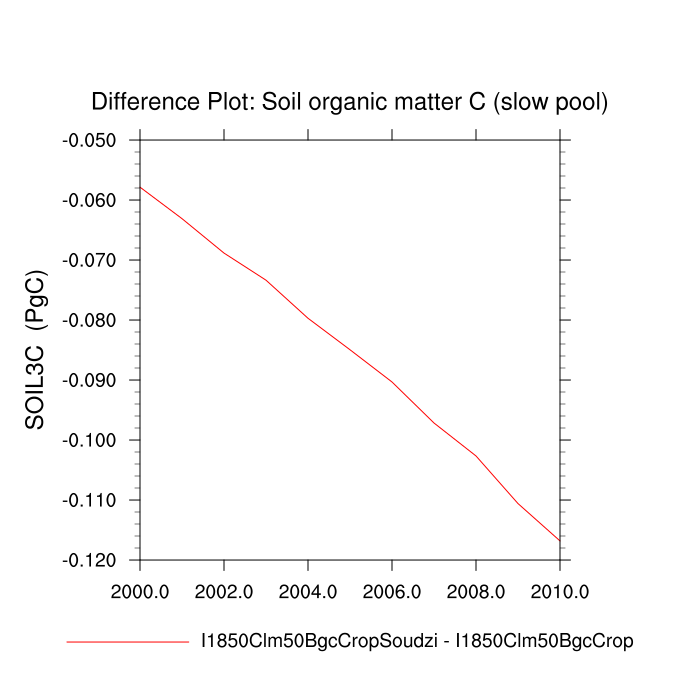 Difference Plot: Soil organic matter C (slow pool)
-0.050
-0.060
-0.070
-0.080
-0.090
-0.100
-0.110
-0.120
SOIL3C (PgC)
2000.0 2002.0 2004.0 2006.0 2008.0 2010.0
I1850Clm50BgcCropSoudzi - I1850Clm50BgcCrop